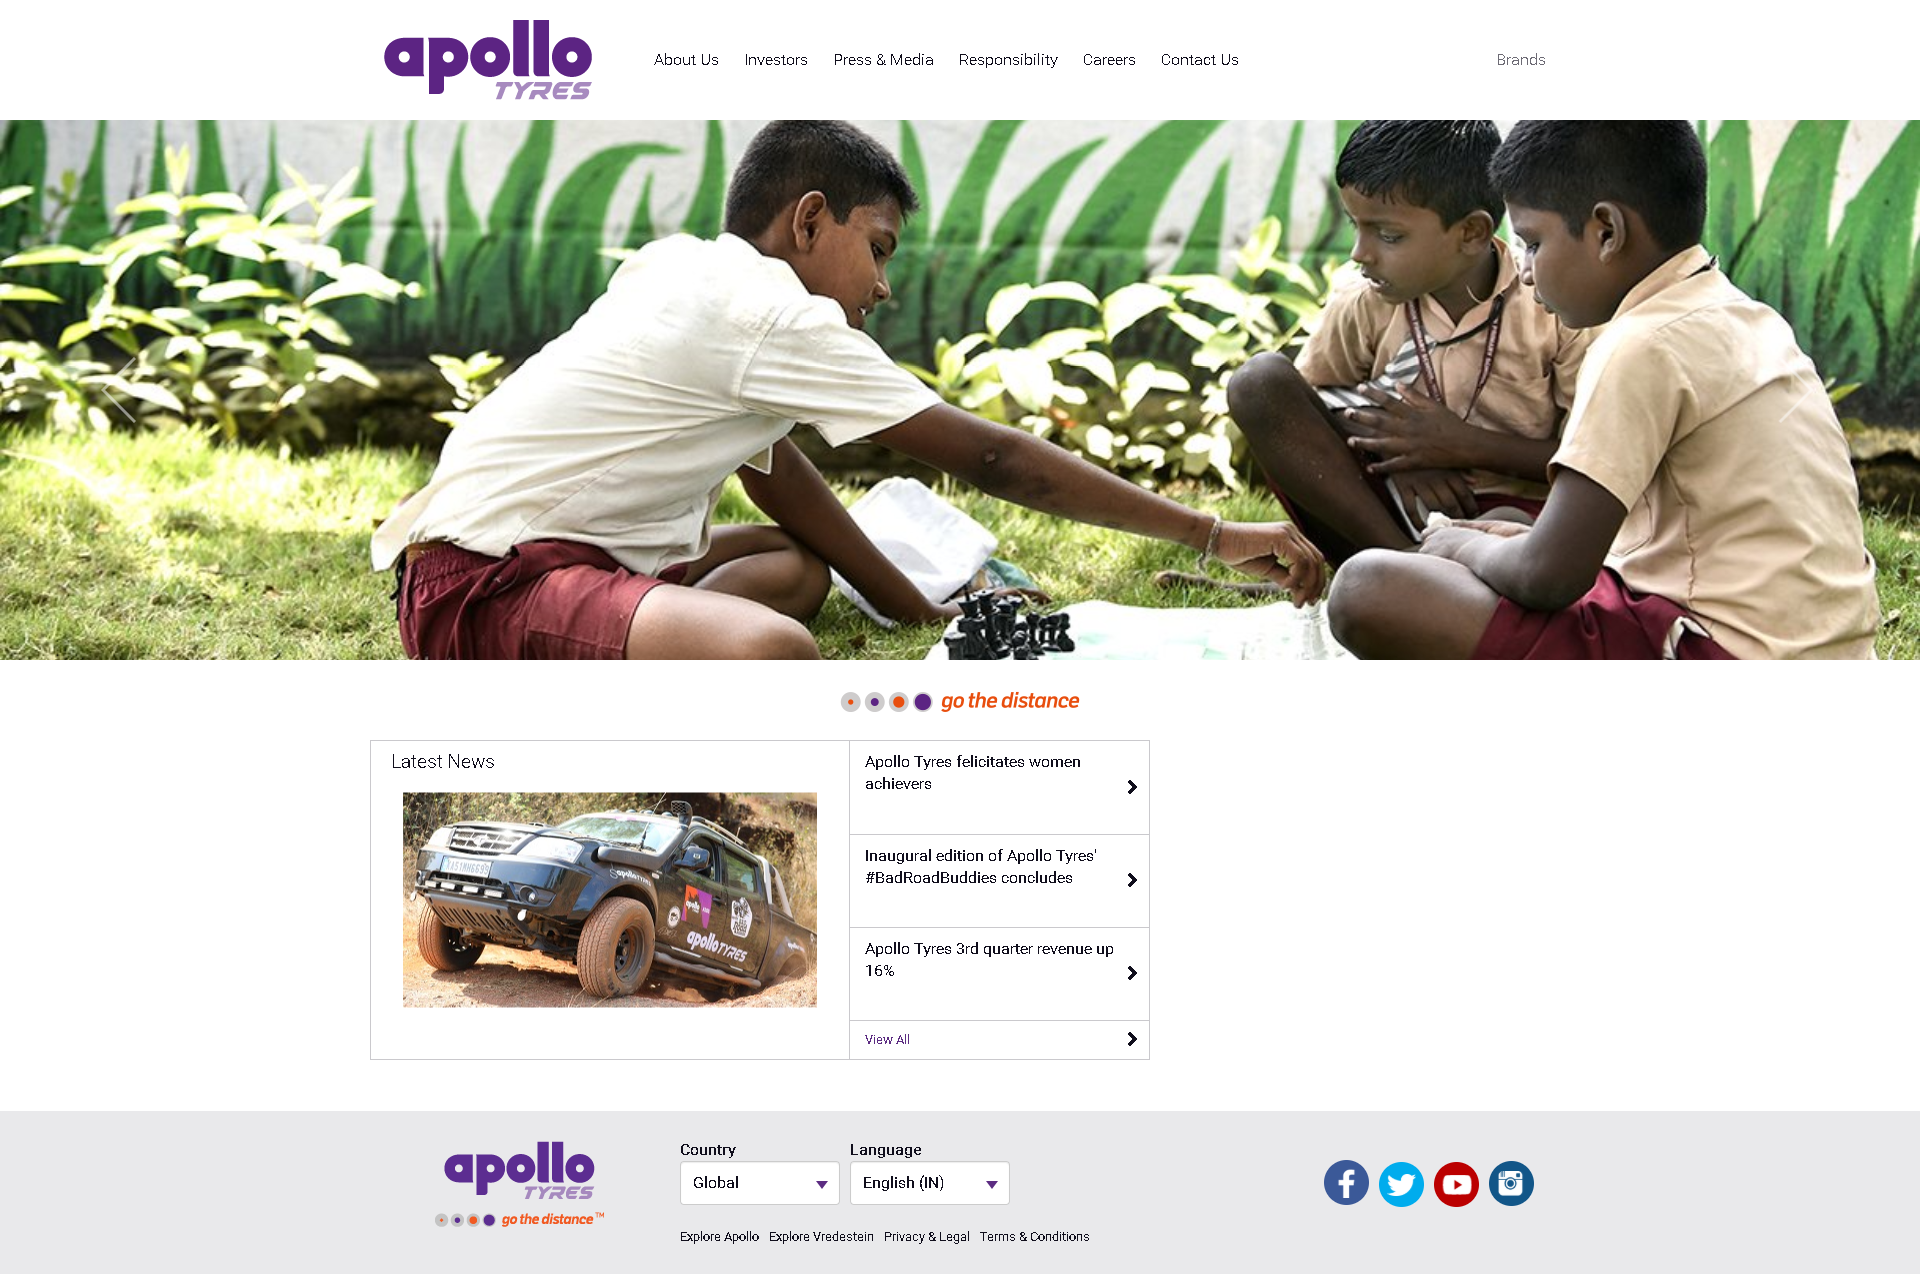 apollo
TYRES
About Us Investors Press & Media Responsibility Careers Contact Us Brands
go the distance
Latest News
Apollo Tyres felicitates women
achievers
Inaugural edition of Apollo Tyres'
#BadRoadBuddies concludes
Apollo Tyres 3rd quarter revenue up
16%
View All
apollo TYRES
apollo
apollo TYRES
apollo
TYRES
go the distance™
Country
Global
Language
English (IN)
Explore Apollo Explore Vredestein Privacy & Legal Terms & Conditions